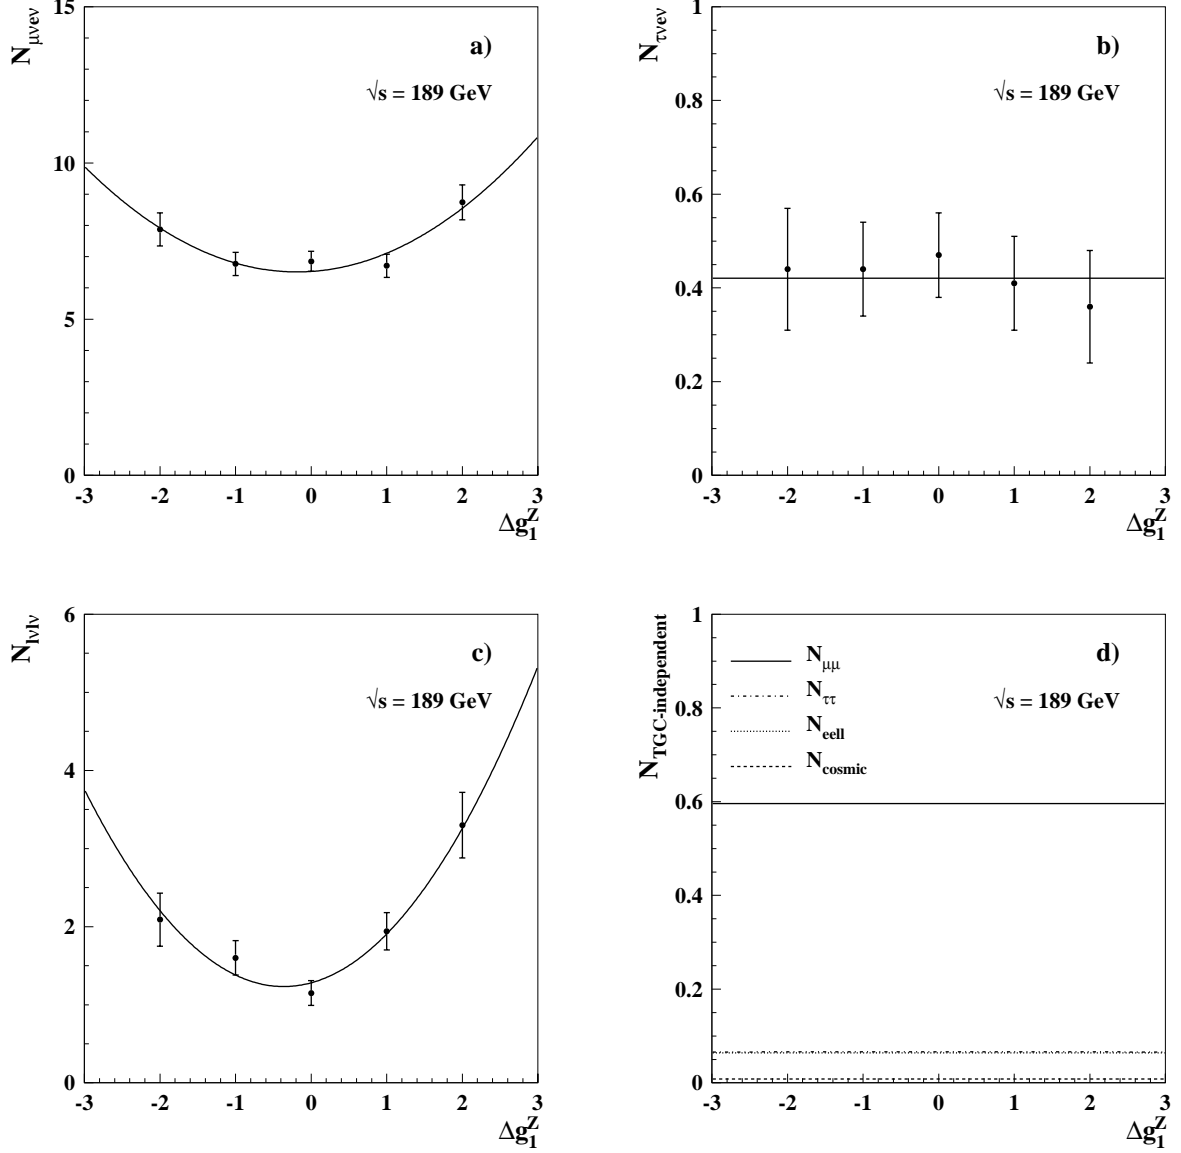 N_μνeν
15
10
5
0
a)
√s = 189 GeV
-3 -2 -1 0 1 2 3
Δg_1^Z
N_τνeν
1
0.8
0.6
0.4
0.2
0
b)
√s = 189 GeV
-3 -2 -1 0 1 2 3
Δg_1^Z
N_lνlν
6
4
2
0
c)
√s = 189 GeV
-3 -2 -1 0 1 2 3
Δg_1^Z
N_TGC-independent
1
0.8
0.6
0.4
0.2
0
d)
N_μμ
√s = 189 GeV
N_ττ
N_eell
N_cosmic
-3 -2 -1 0 1 2 3
Δg_1^Z